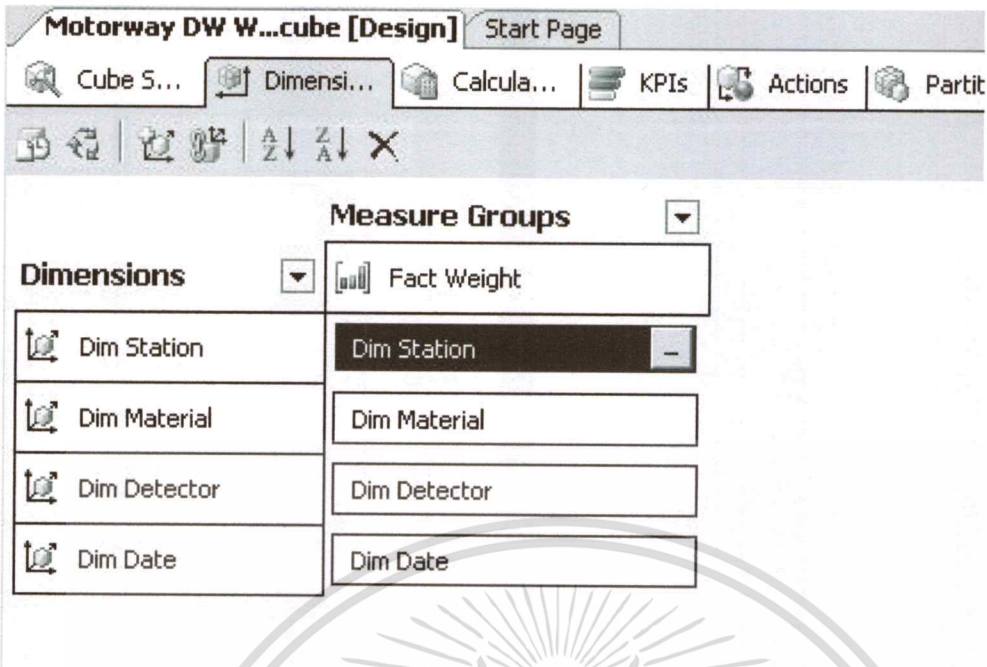 Motorway DW W...cube [Design] Start Page
Cube S... Dimensi... Calcula... KPIs Actions Partit
A Z Z A
Measure Groups
Dimensions Fact Weight
Dim Station Dim Station
Dim Material Dim Material
Dim Detector Dim Detector
Dim Date Dim Date